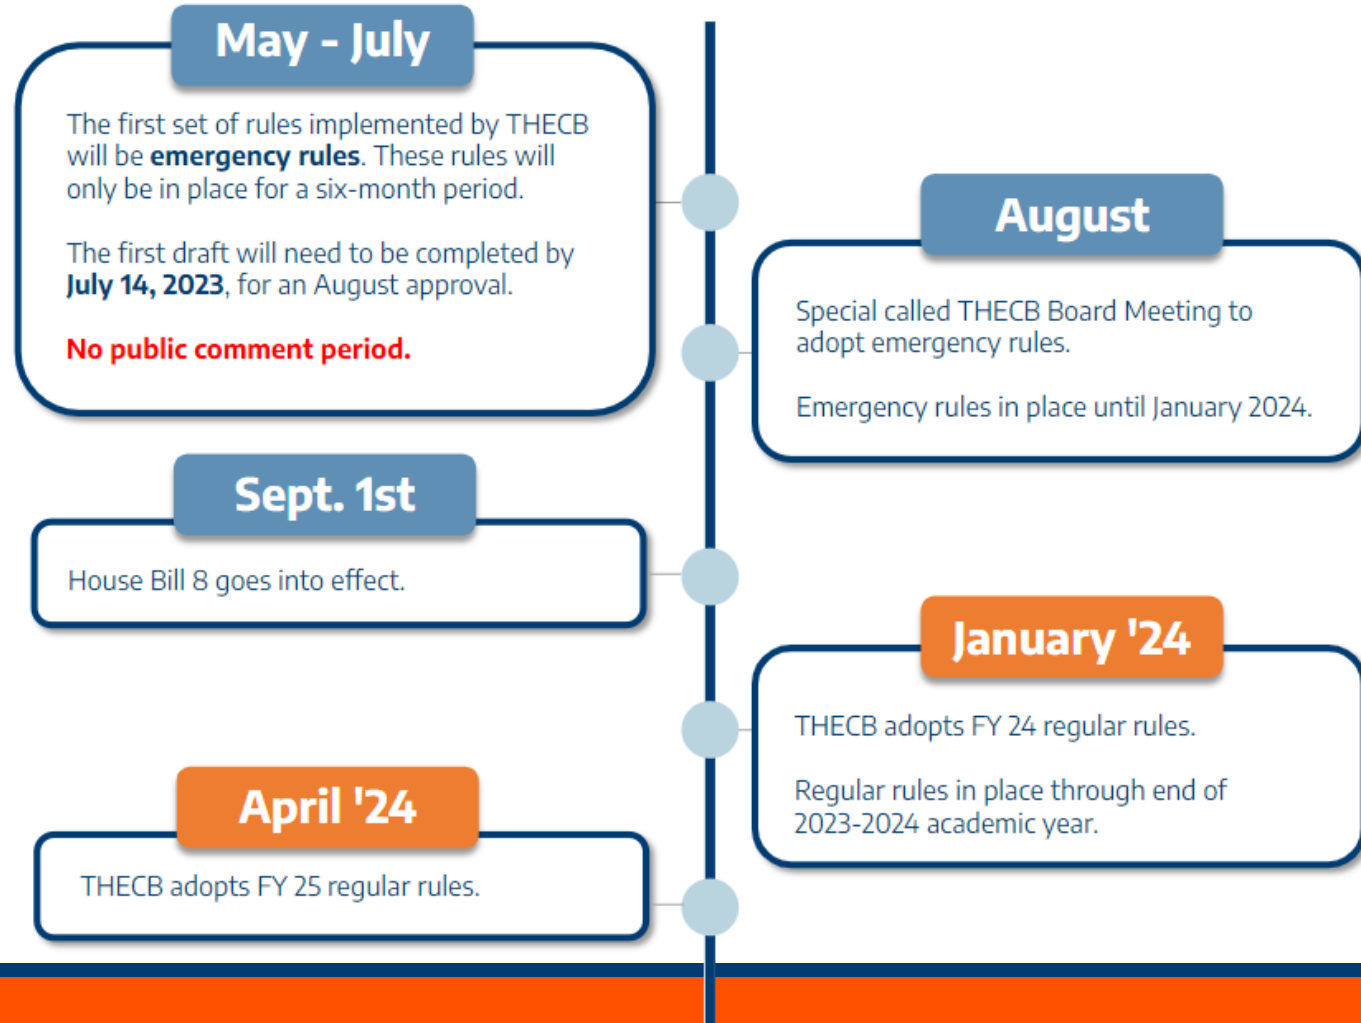 May - July
The first set of rules implemented by THECB
will be emergency rules. These rules will
only be in place for a six-month period.
The first draft will need to be completed by
July 14, 2023, for an August approval.
No public comment period.
August
Special called THECB Board Meeting to
adopt emergency rules.
Emergency rules in place until January 2024.
Sept. 1st
House Bill 8 goes into effect.
January '24
THECB adopts FY 24 regular rules.
Regular rules in place through end of
2023-2024 academic year.
April '24
THECB adopts FY 25 regular rules.